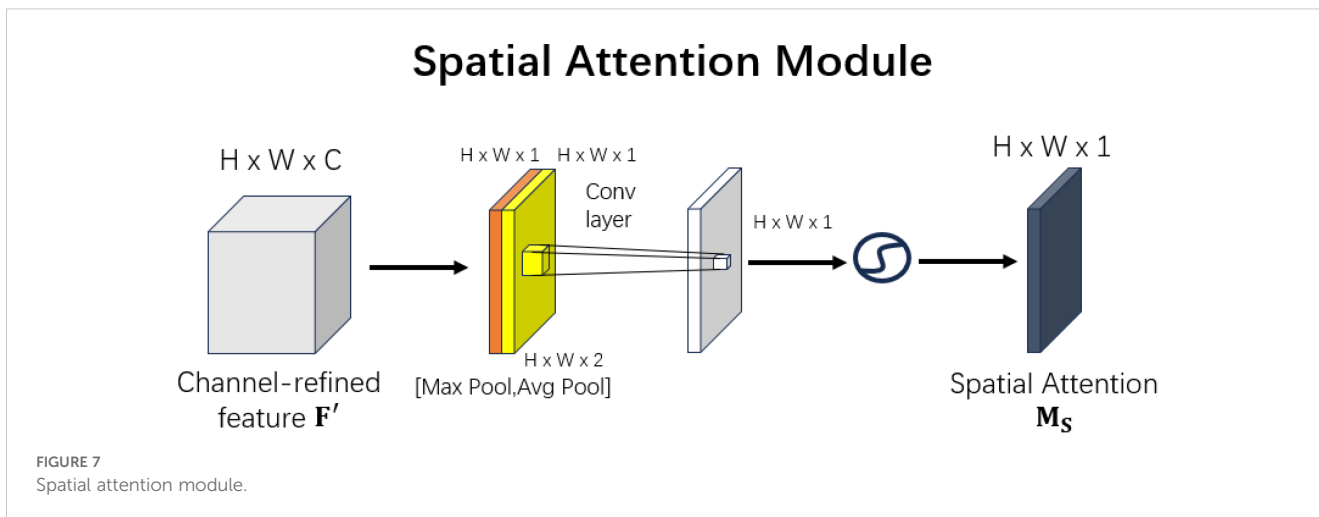 Spatial Attention Module
H x W x C
H x W x 1
H x W x 1
Conv
layer
H x W x 1
H x W x 1
H x W x 2
[Max Pool,Avg Pool]
Channel-refined
feature F′
Spatial Attention
M_S
FIGURE 7
Spatial attention module.